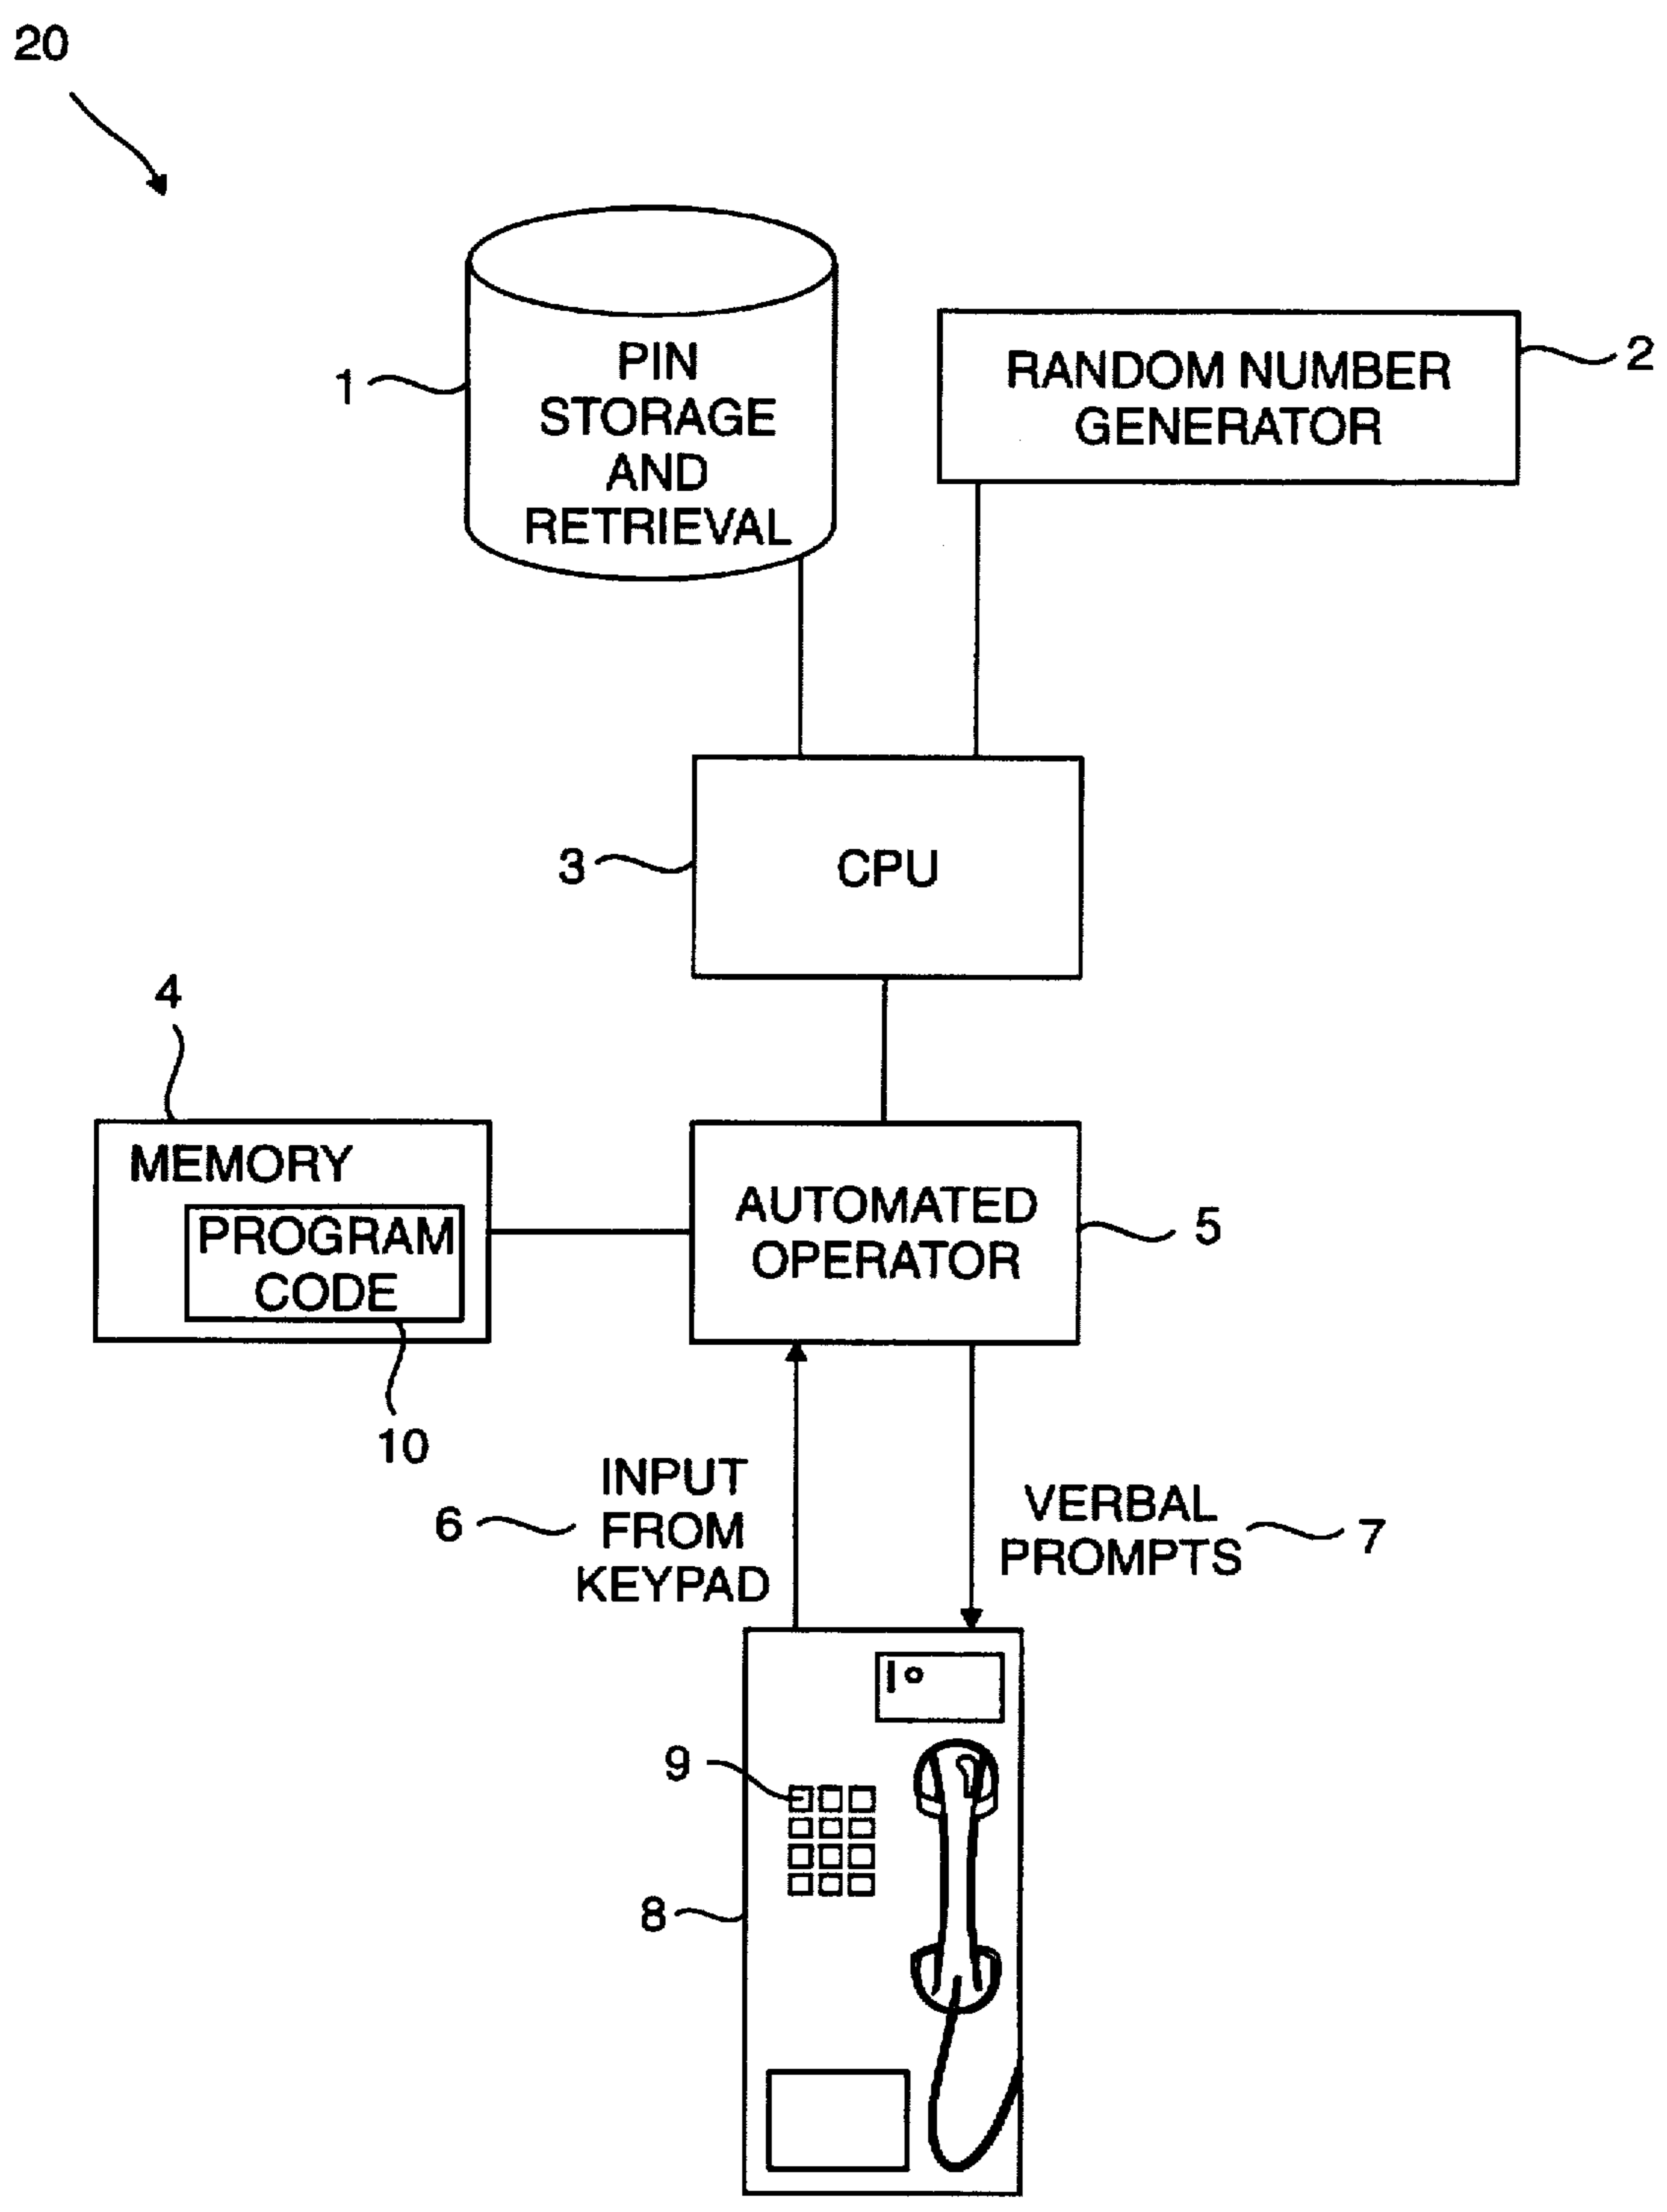 20
1
PIN
STORAGE
AND
RETRIEVAL
RANDOM NUMBER
GENERATOR
2
3
CPU
4
MEMORY
PROGRAM
CODE
10
AUTOMATED
OPERATOR
5
6
INPUT
FROM
KEYPAD
VERBAL
PROMPTS
7
9
8